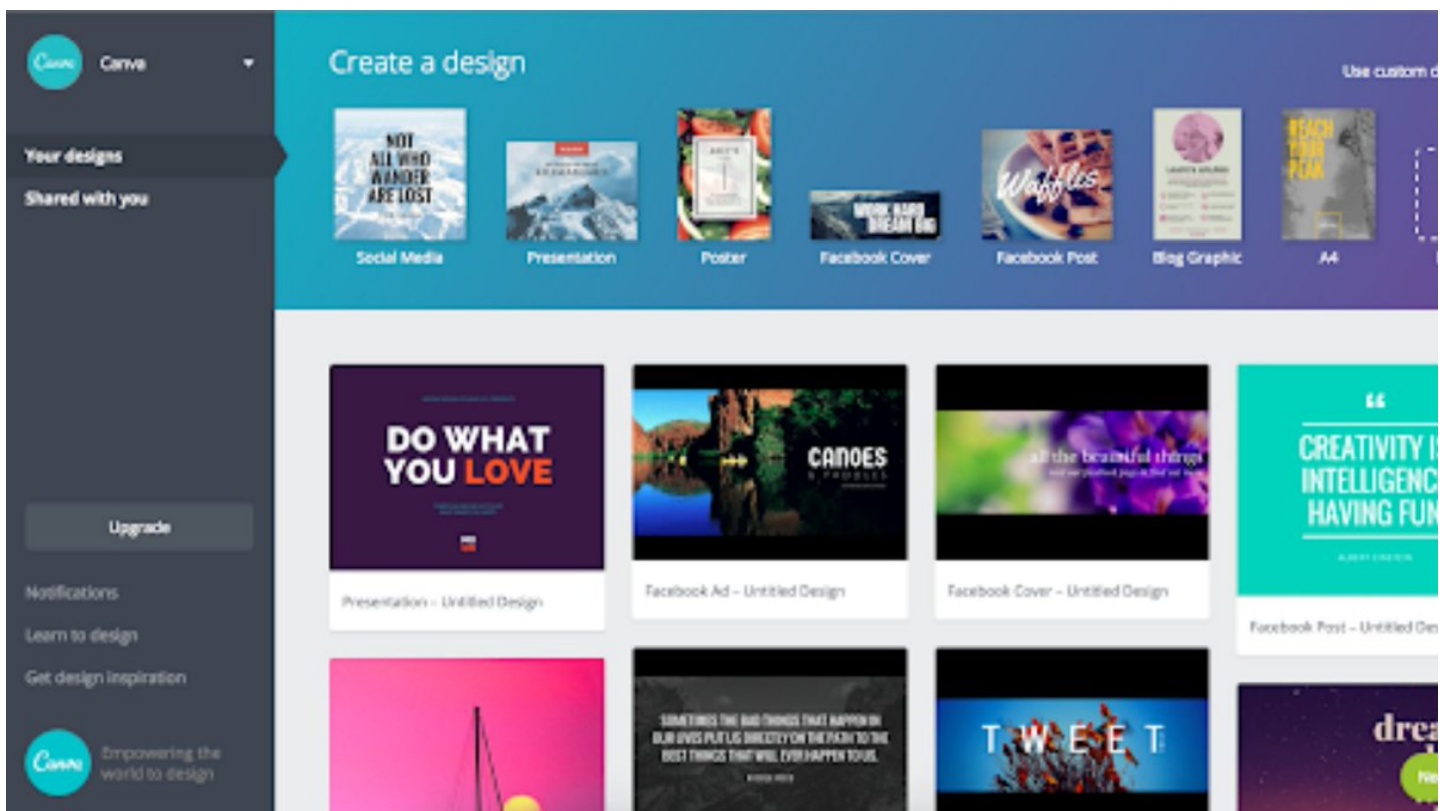 Canva
Canva
Your designs
Shared with you
Upgrade
Notifications
Learn to design
Get design inspiration
Canva
Empowering the
world to design
Create a design
Use custom d
NOT
ALL WHO
WANDER
ARE LOST
WORK HARD
DREAM BIG
Waffles
REACH
YOUR
PEAK
Social Media
Presentation
Poster
Facebook Cover
Facebook Post
Blog Graphic
A4
DO WHAT
YOU LOVE
Presentation – Untitled Design
CANOES
& PADDLES
Facebook Ad – Untitled Design
all the beautiful things
Facebook Cover – Untitled Design
“
CREATIVITY IS
INTELLIGENC
HAVING FUN
ALBERT EINSTEIN
Facebook Post – Untitled Des
SOMETIMES THE BAD THINGS THAT HAPPEN IN
OUR LIVES PUT US DIRECTLY ON THE PATH TO THE
BEST THINGS THAT WILL EVER HAPPEN TO US.
TWEET
drea
Ne